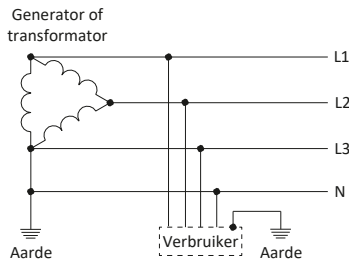 Generator of
transformator
L1
L2
L3
N
Aarde
Verbruiker
Aarde